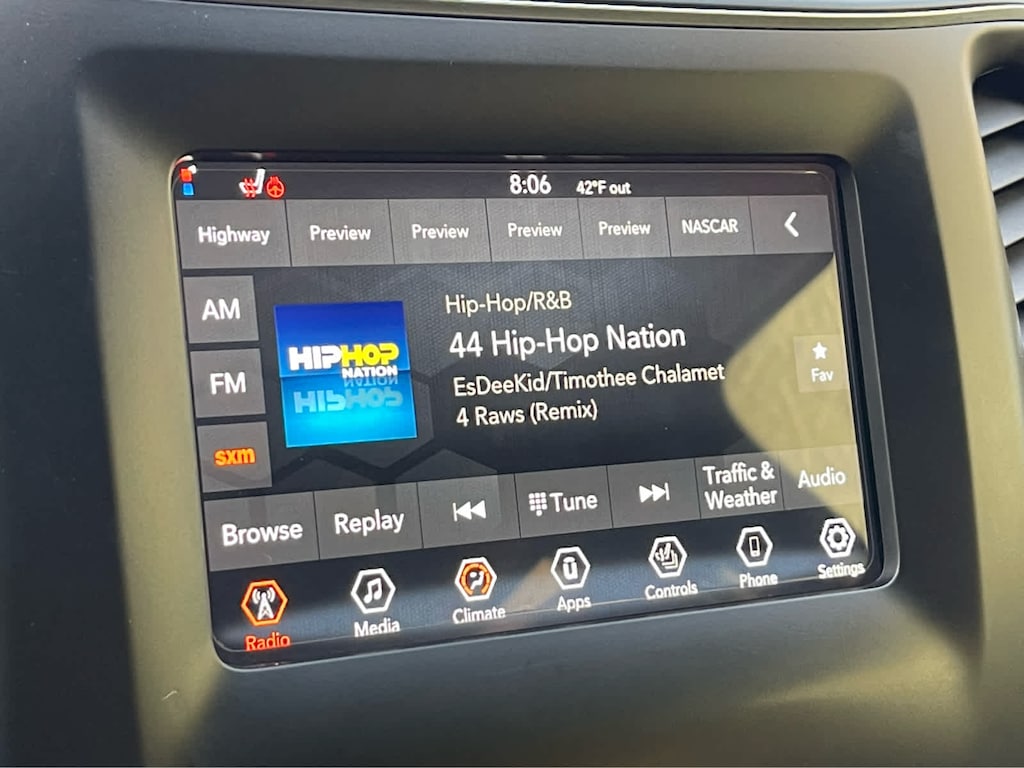 8:06 42°F out
Highway Preview Preview Preview Preview NASCAR
AM
FM
sxm
HIPHOP
NATION
Hip-Hop/R&B
44 Hip-Hop Nation
EsDeeKid/Timothee Chalamet
4 Raws (Remix)
Fav
Browse Replay Tune Traffic & Weather Audio
Radio Media Climate Apps Controls Phone Settings